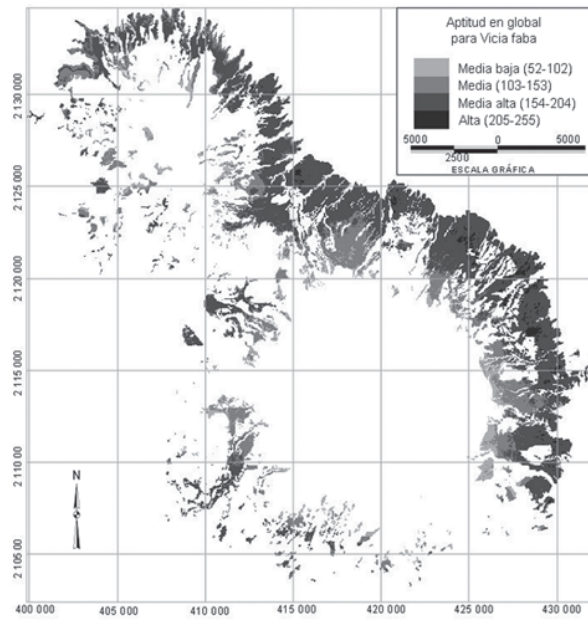 Aptitud en global
para Vicia faba
Media baja (52-102)
Media (103-153)
Media alta (154-204)
Alta (205-255)
5000 0 5000
2500
ESCALA GRÁFICA
2 130 000
2 125 000
2 120 000
2 115 000
2 110 000
2 105 00
N
400 000 405 000 410 000 415 000 420 000 425 000 430 000